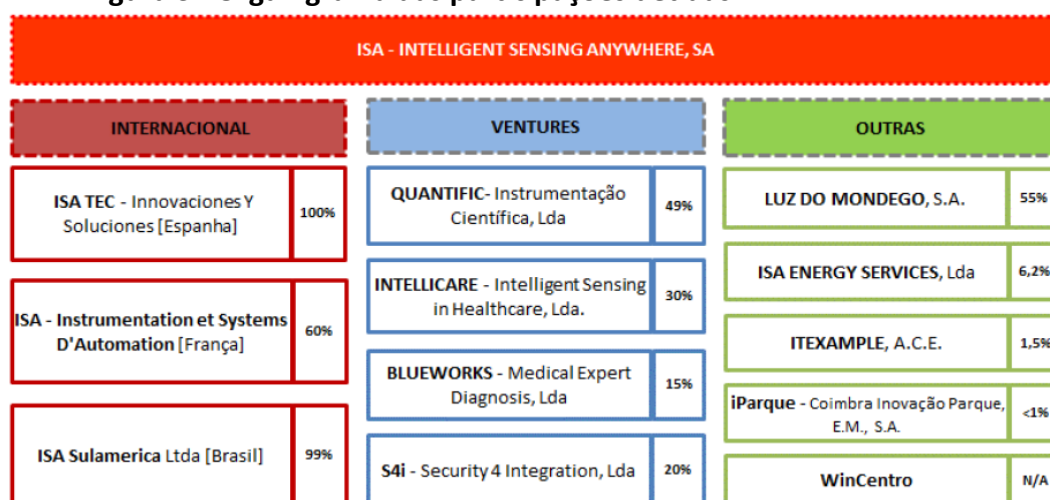 ISA - INTELLIGENT SENSING ANYWHERE, SA
INTERNACIONAL
ISA TEC - Innovaciones Y
Soluciones [Espanha]
100%
ISA - Instrumentation et Systems
D'Automation [França]
60%
ISA Sulamerica Ltda [Brasil]
99%
VENTURES
QUANTIFIC- Instrumentação
Científica, Lda
49%
INTELLICARE - Intelligent Sensing
in Healthcare, Lda.
30%
BLUEWORKS - Medical Expert
Diagnosis, Lda
15%
S4i - Security 4 Integration, Lda
20%
OUTRAS
LUZ DO MONDEGO, S.A.
55%
ISA ENERGY SERVICES, Lda
6,2%
ITEXAMPLE, A.C.E.
1,5%
iParque - Coimbra Inovação Parque,
E.M., S.A.
<1%
WinCentro
N/A